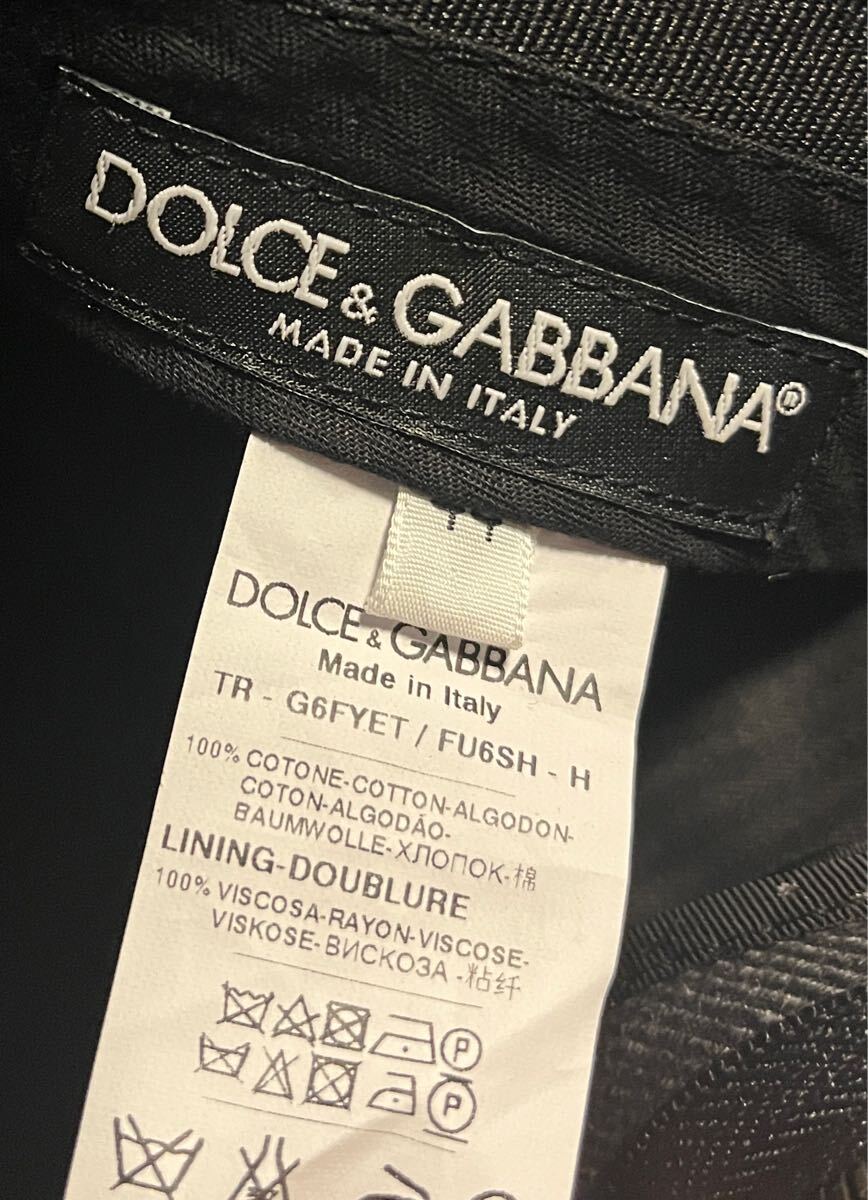 DOLCE & GABBANA®
MADE IN ITALY
DOLCE & GABBANA
Made in Italy
TR - G6FYET / FU6SH - H
100% COTONE-COTTON-ALGODON-
COTON-ALGODÃO-
BAUMWOLLE-ХЛОПОК-棉
LINING-DOUBLURE
100% VISCOSA-RAYON-VISCOSE-
VISKOSE-ВИСКОЗА-粘纤
P
P